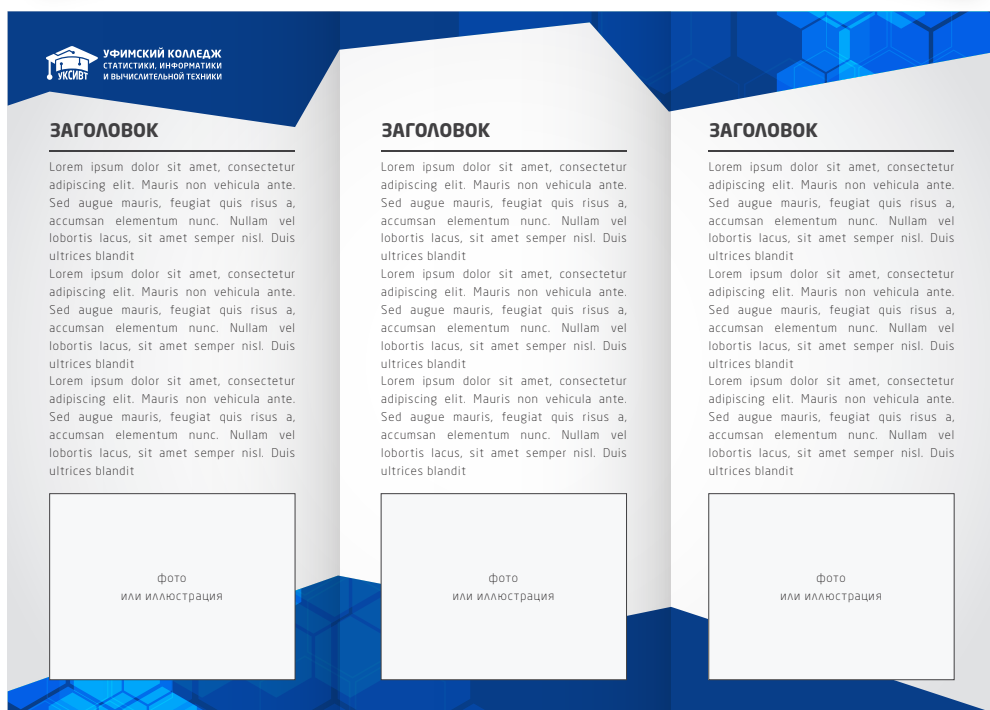 УФИМСКИЙ КОЛЛЕДЖ
СТАТИСТИКИ, ИНФОРМАТИКИ
И ВЫЧИСЛИТЕЛЬНОЙ ТЕХНИКИ
УКСИВТ
ЗАГОЛОВОК
Lorem ipsum dolor sit amet, consectetur
adipiscing elit. Mauris non vehicula ante.
Sed augue mauris, feugiat quis risus a,
accumsan elementum nunc. Nullam vel
lobortis lacus, sit amet semper nisl. Duis
ultrices blandit
Lorem ipsum dolor sit amet, consectetur
adipiscing elit. Mauris non vehicula ante.
Sed augue mauris, feugiat quis risus a,
accumsan elementum nunc. Nullam vel
lobortis lacus, sit amet semper nisl. Duis
ultrices blandit
Lorem ipsum dolor sit amet, consectetur
adipiscing elit. Mauris non vehicula ante.
Sed augue mauris, feugiat quis risus a,
accumsan elementum nunc. Nullam vel
lobortis lacus, sit amet semper nisl. Duis
ultrices blandit
фото
или иллюстрация
ЗАГОЛОВОК
Lorem ipsum dolor sit amet, consectetur
adipiscing elit. Mauris non vehicula ante.
Sed augue mauris, feugiat quis risus a,
accumsan elementum nunc. Nullam vel
lobortis lacus, sit amet semper nisl. Duis
ultrices blandit
Lorem ipsum dolor sit amet, consectetur
adipiscing elit. Mauris non vehicula ante.
Sed augue mauris, feugiat quis risus a,
accumsan elementum nunc. Nullam vel
lobortis lacus, sit amet semper nisl. Duis
ultrices blandit
Lorem ipsum dolor sit amet, consectetur
adipiscing elit. Mauris non vehicula ante.
Sed augue mauris, feugiat quis risus a,
accumsan elementum nunc. Nullam vel
lobortis lacus, sit amet semper nisl. Duis
ultrices blandit
фото
или иллюстрация
ЗАГОЛОВОК
Lorem ipsum dolor sit amet, consectetur
adipiscing elit. Mauris non vehicula ante.
Sed augue mauris, feugiat quis risus a,
accumsan elementum nunc. Nullam vel
lobortis lacus, sit amet semper nisl. Duis
ultrices blandit
Lorem ipsum dolor sit amet, consectetur
adipiscing elit. Mauris non vehicula ante.
Sed augue mauris, feugiat quis risus a,
accumsan elementum nunc. Nullam vel
lobortis lacus, sit amet semper nisl. Duis
ultrices blandit
Lorem ipsum dolor sit amet, consectetur
adipiscing elit. Mauris non vehicula ante.
Sed augue mauris, feugiat quis risus a,
accumsan elementum nunc. Nullam vel
lobortis lacus, sit amet semper nisl. Duis
ultrices blandit
фото
или иллюстрация